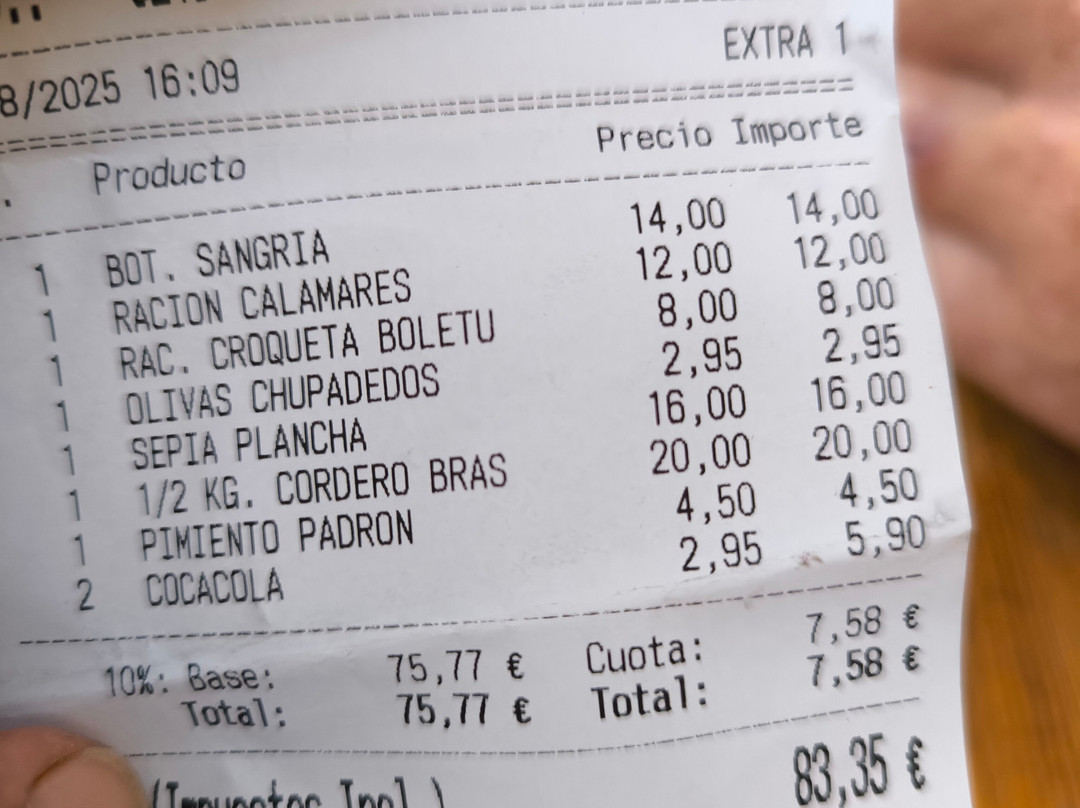 8/2025 16:09 EXTRA 1
. Producto Precio Importe
1 BOT. SANGRIA 14,00 14,00
1 RACION CALAMARES 12,00 12,00
1 RAC. CROQUETA BOLETU 8,00 8,00
1 OLIVAS CHUPADEDOS 2,95 2,95
1 SEPIA PLANCHA 16,00 16,00
1 1/2 KG. CORDERO BRAS 20,00 20,00
1 PIMIENTO PADRON 4,50 4,50
2 COCACOLA 2,95 5,90
10%: Base: 75,77 € Cuota: 7,58 €
Total: 75,77 € Total: 7,58 €
(Impuestos Incl.) 83,35 €